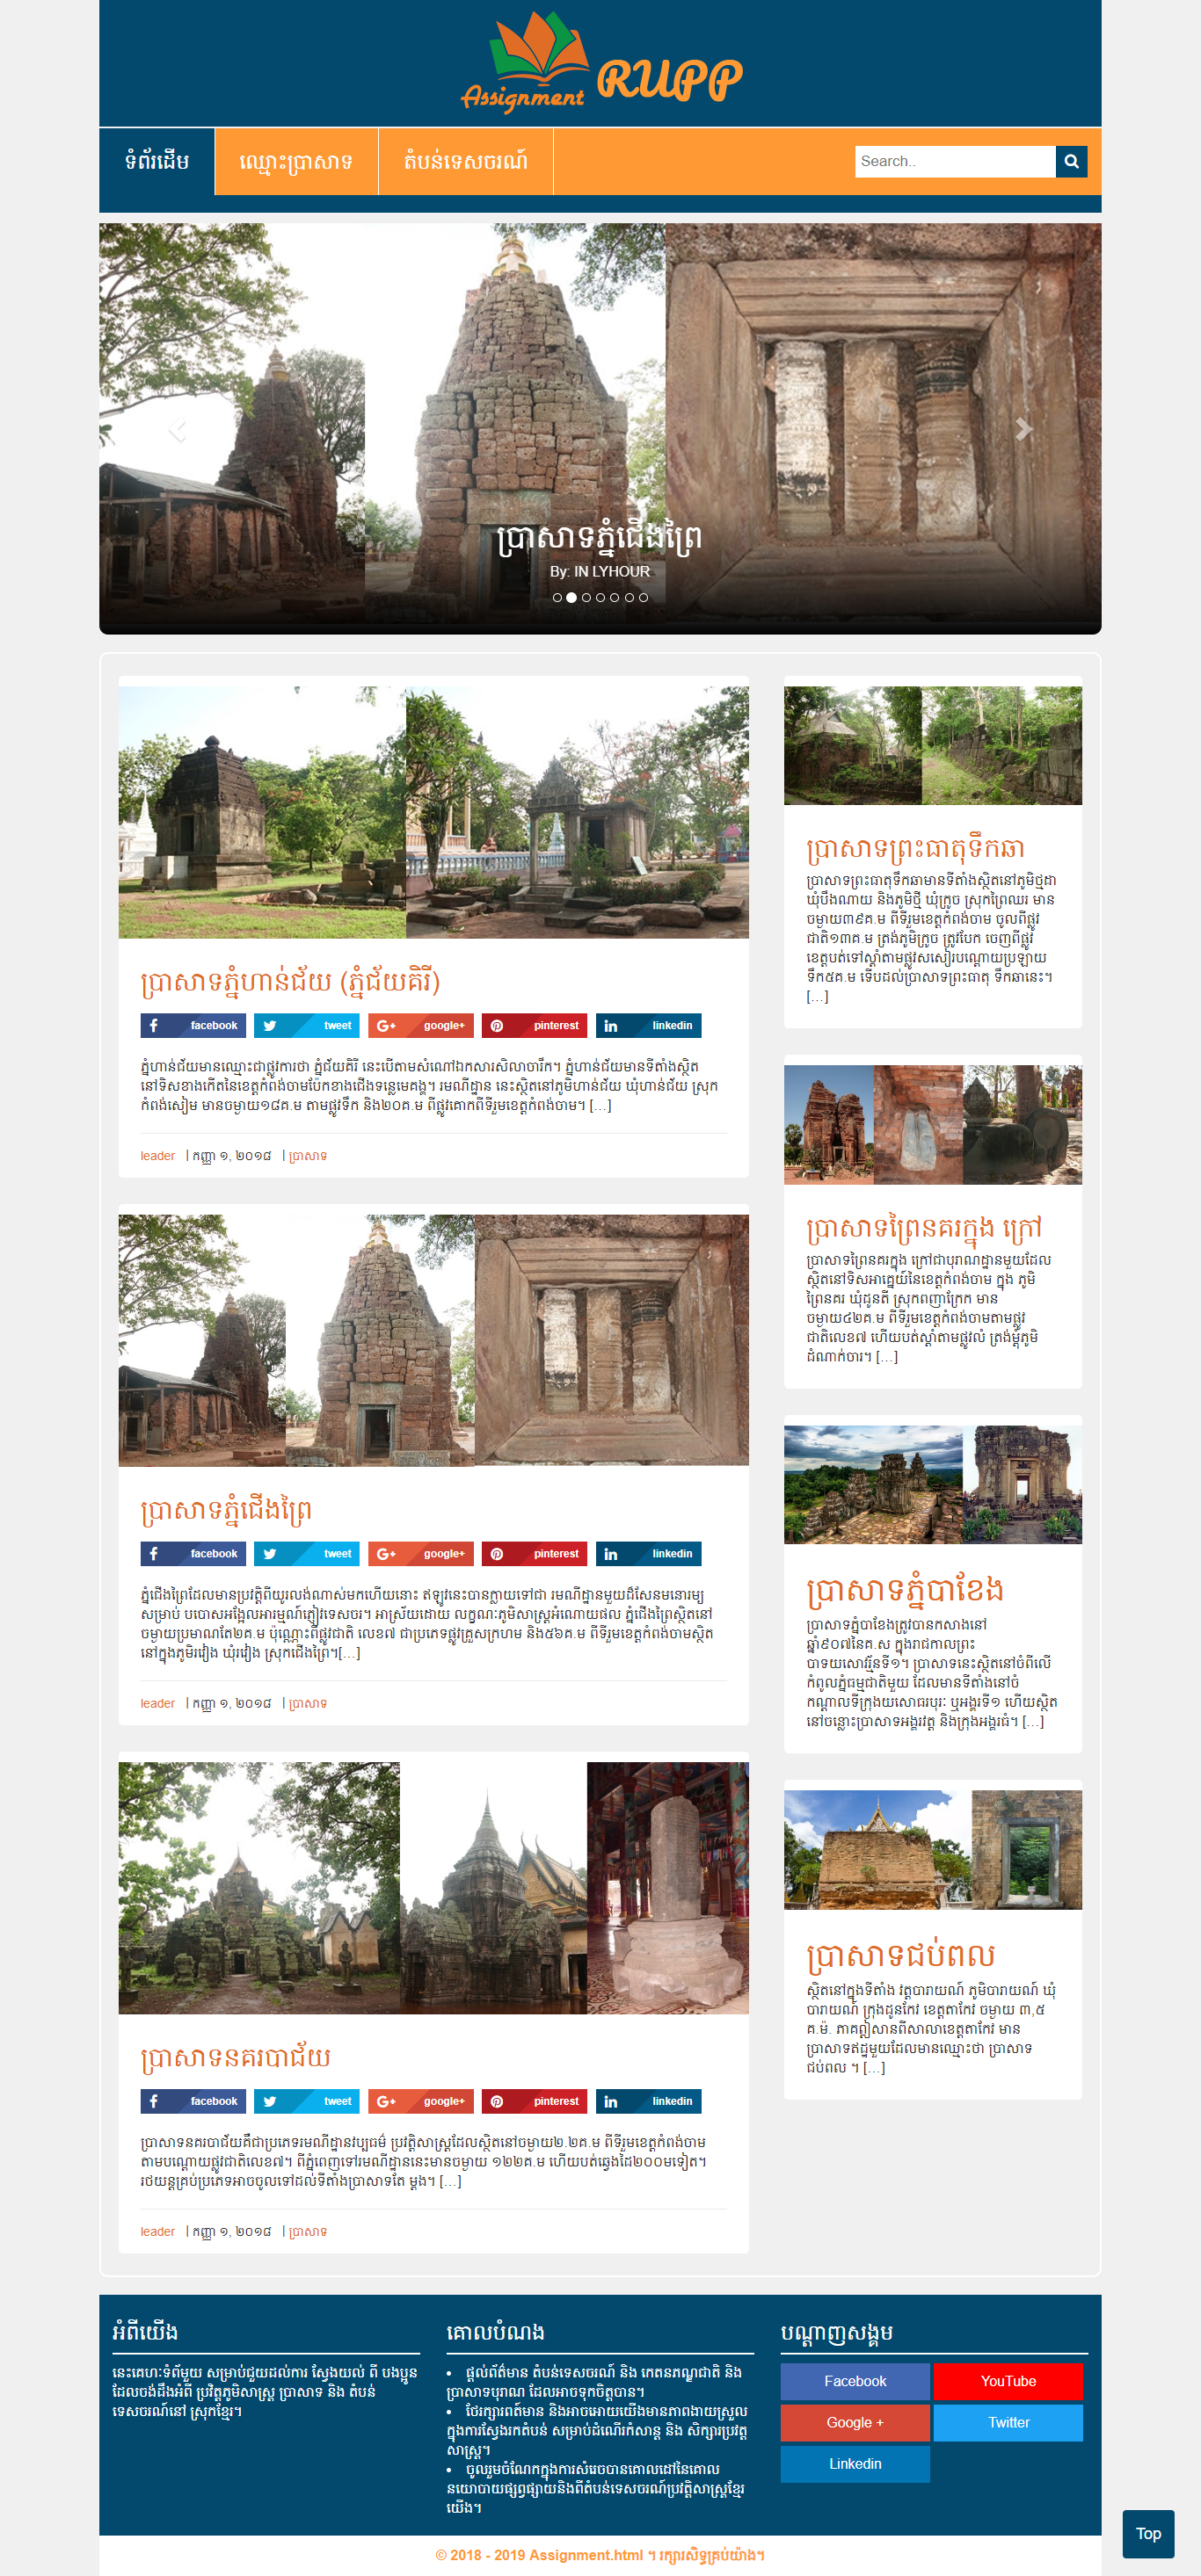 Assignment RUPP
ទំព័រដើម
ឈ្មោះប្រាសាទ
តំបន់ទេសចរណ៍
Search..
ប្រាសាទភ្នំជើងព្រៃ
By: IN LYHOUR
ប្រាសាទភ្នំហាន់ជ័យ (ភ្នំជ័យគិរី)
facebook tweet google+ pinterest linkedin
ភ្នំហាន់ជ័យមានឈ្មោះជាផ្លូវការថា ភ្នំជ័យគិរី នេះបើតាមសំណៅឯកសារសិលាចារឹក។ ភ្នំហាន់ជ័យមានទីតាំងស្ថិត
នៅទិសខាងកើតនៃខេត្តកំពង់ចាមប៉ែកខាងជើងទន្លេមេគង្គ។ រមណីដ្ឋាន នេះស្ថិតនៅភូមិហាន់ជ័យ ឃុំហាន់ជ័យ ស្រុក
កំពង់សៀម មានចម្ងាយ១៨គ.ម តាមផ្លូវទឹក និង២០គ.ម ពីផ្លូវគោកពីទីរួមខេត្តកំពង់ចាម។ […]
leader | កញ្ញា ១, ២០១៨ | ប្រាសាទ
ប្រាសាទភ្នំជើងព្រៃ
facebook tweet google+ pinterest linkedin
ភ្នំជើងព្រៃដែលមានប្រវត្តិពីយូរលង់ណាស់មកហើយនោះ ឥឡូវនេះបានក្លាយទៅជា រមណីដ្ឋានមួយដ៏សែនមនោរម្យ
សម្រាប់ បបោសអង្អែលអារម្មណ៍ភ្ញៀវទេសចរ។ អាស្រ័យដោយ លក្ខណៈភូមិសាស្ត្រអំណោយផល ភ្នំជើងព្រៃស្ថិតនៅ
ចម្ងាយប្រមាណតែ២គ.ម ប៉ុណ្ណោះពីផ្លូវជាតិ លេខ៧ ជាប្រភេទផ្លូវគ្រួសក្រហម និង៥៦គ.ម ពីទីរួមខេត្តកំពង់ចាមស្ថិត
នៅក្នុងភូមិរវៀង ឃុំរវៀង ស្រុកជើងព្រៃ។[…]
leader | កញ្ញា ១, ២០១៨ | ប្រាសាទ
ប្រាសាទនគរបាជ័យ
facebook tweet google+ pinterest linkedin
ប្រាសាទនគរបាជ័យគឺជាប្រភេទរមណីដ្ឋានវប្បធម៌ ប្រវត្តិសាស្ត្រដែលស្ថិតនៅចម្ងាយ២.២គ.ម ពីទីរួមខេត្តកំពង់ចាម
តាមបណ្តោយផ្លូវជាតិលេខ៧។ ពីភ្នំពេញទៅរមណីដ្ឋាននេះមានចម្ងាយ ១២២គ.ម ហើយបត់ឆ្វេងដៃ២០០មទៀត។
រថយន្តគ្រប់ប្រភេទអាចចូលទៅដល់ទីតាំងប្រាសាទតែ ម្តង។ […]
leader | កញ្ញា ១, ២០១៨ | ប្រាសាទ
ប្រាសាទព្រះធាតុទឹកឆា
ប្រាសាទព្រះធាតុទឹកឆាមានទីតាំងស្ថិតនៅភូមិថ្មដា
ឃុំបឹងណាយ និងភូមិថ្មី ឃុំក្រូច ស្រុកព្រៃឈរ មាន
ចម្ងាយ៣៩គ.ម ពីទីរួមខេត្តកំពង់ចាម ចូលពីផ្លូវ
ជាតិ១៣គ.ម ត្រង់ភូមិក្រូច ត្រូវបែក ចេញពីផ្លូវ
ខេត្តបត់ទៅស្តាំតាមផ្លូវសសៀរបណ្តោយប្រឡាយ
ទឹក៥គ.ម ទើបដល់ប្រាសាទព្រះធាតុ ទឹកឆានេះ។
[…]
ប្រាសាទព្រៃនគរក្នុង ក្រៅ
ប្រាសាទព្រៃនគរក្នុង ក្រៅជាបុរាណដ្ឋានមួយដែល
ស្ថិតនៅទិសអាគ្នេយ៍នៃខេត្តកំពង់ចាម ក្នុង ភូមិ
ព្រៃនគរ ឃុំដូនតី ស្រុកពញាក្រែក មាន
ចម្ងាយ៤២គ.ម ពីទីរួមខេត្តកំពង់ចាមតាមផ្លូវ
ជាតិលេខ៧ ហើយបត់ស្តាំតាមផ្លូវលំ ត្រង់ម្តុំភូមិ
ដំណាក់ចារ។ […]
ប្រាសាទភ្នំបាខែង
ប្រាសាទភ្នំបាខែងត្រូវបានកសាងនៅ
ឆ្នាំ៩០៧នៃគ.ស ក្នុងរាជកាលព្រះ
បាទយសោវរ្ម័នទី១។ ប្រាសាទនេះស្ថិតនៅចំពីលើ
កំពូលភ្នំធម្មជាតិមួយ ដែលមានទីតាំងនៅចំ
កណ្តាលទីក្រុងយសោធរបុរៈ ឬអង្គរទី១ ហើយស្ថិត
នៅចន្លោះប្រាសាទអង្គរវត្ត និងក្រុងអង្គរធំ។ […]
ប្រាសាទជប់ពល
ស្ថិតនៅក្នុងទីតាំង វត្តបារាយណ៍ ភូមិបារាយណ៍ ឃុំ
បារាយណ៍ ក្រុងដូនកែវ ខេត្តតាកែវ ចម្ងាយ ៣,៥
គ.ម៉. ភាគឦសានពីសាលាខេត្តតាកែវ មាន
ប្រាសាទឥដ្ឋមួយដែលមានឈ្មោះថា ប្រាសាទ
ជប់ពល ។ […]
អំពីយើង
នេះគេហៈទំព័មួយ សម្រាប់ជួយដល់ការ ស្វែងយល់ ពី បងប្អូន
ដែលចង់ដឹងអំពី ប្រវិត្តភូមិសាស្ត្រ ប្រាសាទ និង តំបន់
ទេសចរណ៍នៅ ស្រុកខ្មែរ។
គោលបំណង
• ផ្តល់ព័ត៌មាន តំបន់ទេសចរណ៍ និង កេតនភណ្ឌជាតិ និង
ប្រាសាទបុរាណ ដែលអាចទុកចិត្តបាន។
• ថែរក្សារពត៍មាន និងអាចអោយយើងមានភាពងាយស្រួល
ក្នុងការស្វែងរកតំបន់ សម្រាប់ដំណើរកំសាន្ត និង សិក្សារប្រវត្ត
សាស្ត្រ។
• ចូលរួមចំណែកក្នុងការសំរេចបានគោលដៅនៃគោល
នយោបាយផ្សព្វផ្សាយនិងពីតំបន់ទេសចរណ៍ប្រវត្តិសាស្ត្រខ្មែរ
យើង។
បណ្តាញសង្គម
Facebook YouTube
Google + Twitter
Linkedin
Top
© 2018 - 2019 Assignment.html ។ រក្សារសិទ្ធគ្រប់យ៉ាង។